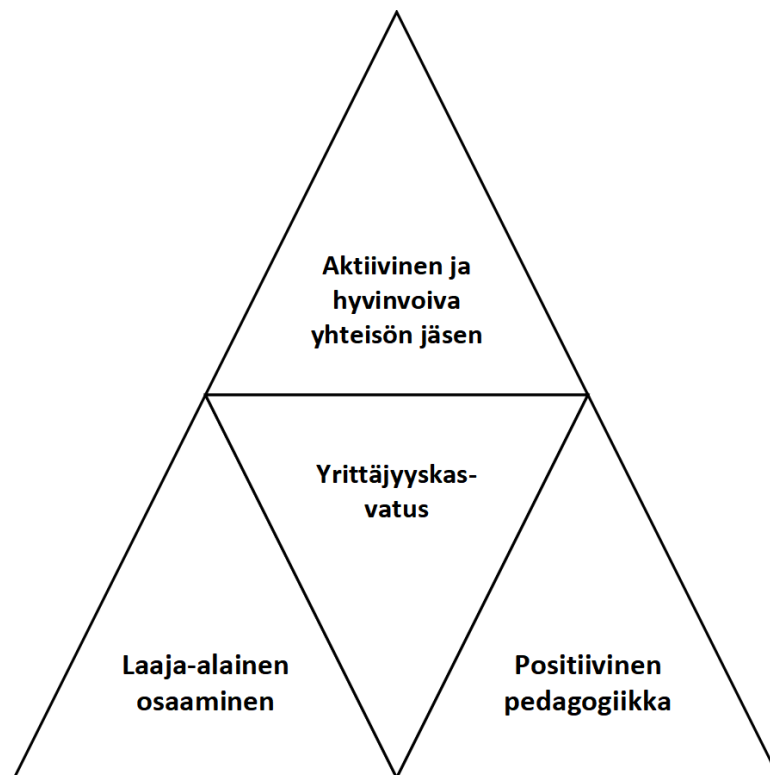 Aktiivinen ja
hyvinvoiva
yhteisön jäsen
Yrittäjyyskas-
vatus
Laaja-alainen
osaaminen
Positiivinen
pedagogiikka